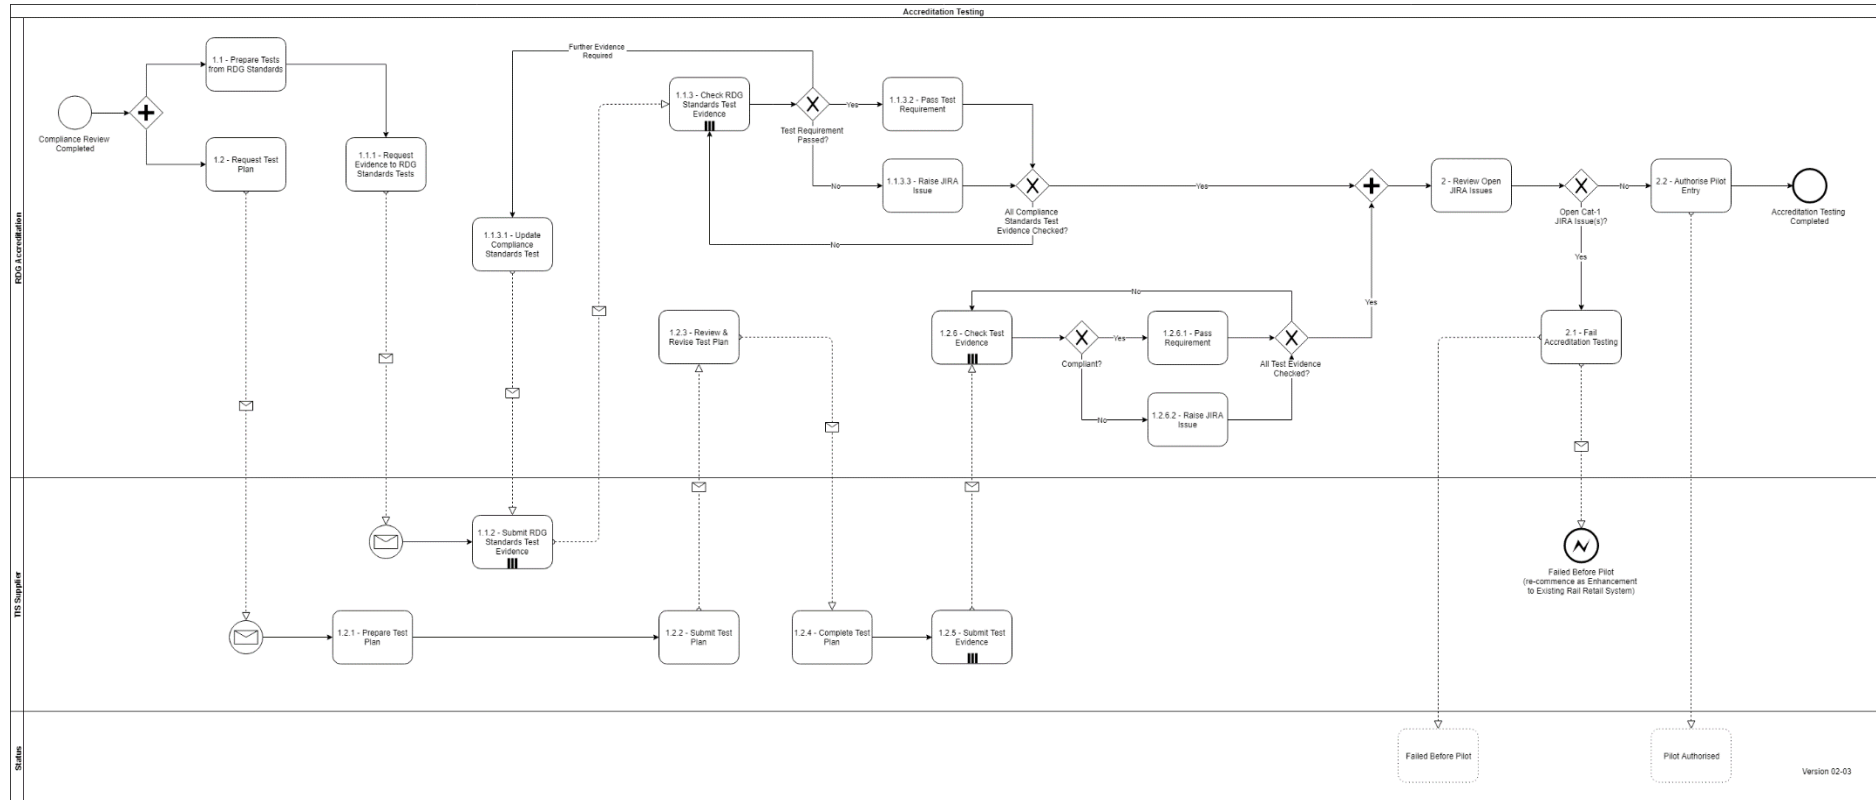 Accreditation Testing
RDG Accreditation
Compliance Review
Completed
1.1 - Prepare Tests
from RDG Standards
1.2 - Request Test
Plan
1.1.1 - Request
Evidence to RDG
Standards Tests
Further Evidence
Required
1.1.3.1 - Update
Compliance
Standards Test
1.1.3 - Check RDG
Standards Test
Evidence
Test Requirement
Passed?
Yes
No
1.1.3.2 - Pass Test
Requirement
1.1.3.3 - Raise JIRA
Issue
All Compliance
Standards Test
Evidence Checked?
No
Yes
2 - Review Open
JIRA Issues
Open Cat-1
JIRA Issue(s)?
No
Yes
2.2 - Authorise Pilot
Entry
Accreditation Testing
Completed
1.2.3 - Review &
Revise Test Plan
1.2.6 - Check Test
Evidence
Compliant?
Yes
No
1.2.6.1 - Pass
Requirement
1.2.6.2 - Raise JIRA
Issue
All Test Evidence
Checked?
No
Yes
2.1 - Fail
Accreditation Testing
TIS Supplier
1.1.2 - Submit RDG
Standards Test
Evidence
1.2.1 - Prepare Test
Plan
1.2.2 - Submit Test
Plan
1.2.4 - Complete Test
Plan
1.2.5 - Submit Test
Evidence
Failed Before Pilot
(re-commence as Enhancement
to Existing Rail Retail System)
Status
Failed Before Pilot
Pilot Authorised
Version 02-03